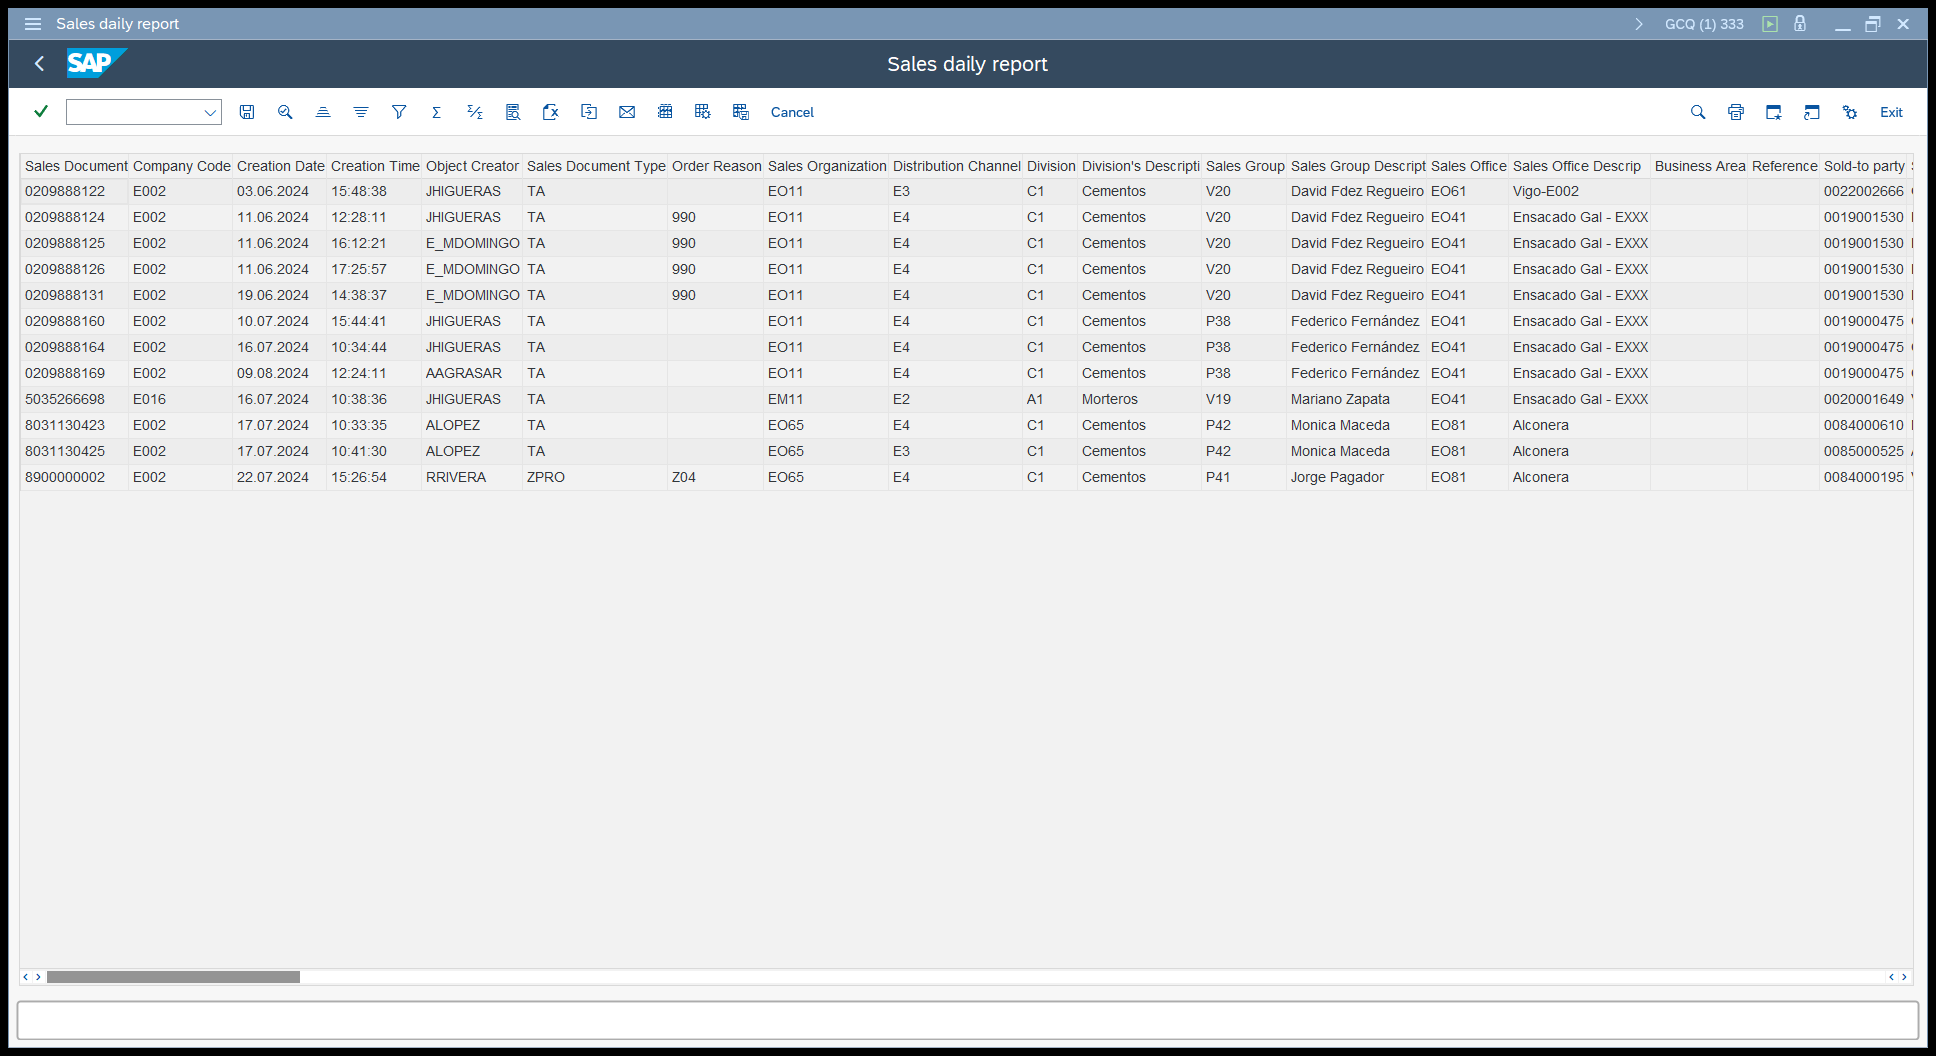 Sales daily report GCQ (1) 333
SAP Sales daily report
Cancel Exit
Sales Document Company Code Creation Date Creation Time Object Creator Sales Document Type Order Reason Sales Organization Distribution Channel Division Division's Descripti Sales Group Sales Group Descript Sales Office Sales Office Descrip Business Area Reference Sold-to party
0209888122 E002 03.06.2024 15:48:38 JHIGUERAS TA EO11 E3 C1 Cementos V20 David Fdez Regueiro EO61 Vigo-E002 0022002666
0209888124 E002 11.06.2024 12:28:11 JHIGUERAS TA 990 EO11 E4 C1 Cementos V20 David Fdez Regueiro EO41 Ensacado Gal - EXXX 0019001530
0209888125 E002 11.06.2024 16:12:21 E_MDOMINGO TA 990 EO11 E4 C1 Cementos V20 David Fdez Regueiro EO41 Ensacado Gal - EXXX 0019001530
0209888126 E002 11.06.2024 17:25:57 E_MDOMINGO TA 990 EO11 E4 C1 Cementos V20 David Fdez Regueiro EO41 Ensacado Gal - EXXX 0019001530
0209888131 E002 19.06.2024 14:38:37 E_MDOMINGO TA 990 EO11 E4 C1 Cementos V20 David Fdez Regueiro EO41 Ensacado Gal - EXXX 0019001530
0209888160 E002 10.07.2024 15:44:41 JHIGUERAS TA EO11 E4 C1 Cementos P38 Federico Fernández EO41 Ensacado Gal - EXXX 0019000475
0209888164 E002 16.07.2024 10:34:44 JHIGUERAS TA EO11 E4 C1 Cementos P38 Federico Fernández EO41 Ensacado Gal - EXXX 0019000475
0209888169 E002 09.08.2024 12:24:11 AAGRASAR TA EO11 E4 C1 Cementos P38 Federico Fernández EO41 Ensacado Gal - EXXX 0019000475
5035266698 E016 16.07.2024 10:38:36 JHIGUERAS TA EM11 E2 A1 Morteros V19 Mariano Zapata EO41 Ensacado Gal - EXXX 0020001649
8031130423 E002 17.07.2024 10:33:35 ALOPEZ TA EO65 E4 C1 Cementos P42 Monica Maceda EO81 Alconera 0084000610
8031130425 E002 17.07.2024 10:41:30 ALOPEZ TA EO65 E3 C1 Cementos P42 Monica Maceda EO81 Alconera 0085000525
8900000002 E002 22.07.2024 15:26:54 RRIVERA ZPRO Z04 EO65 E4 C1 Cementos P41 Jorge Pagador EO81 Alconera 0084000195